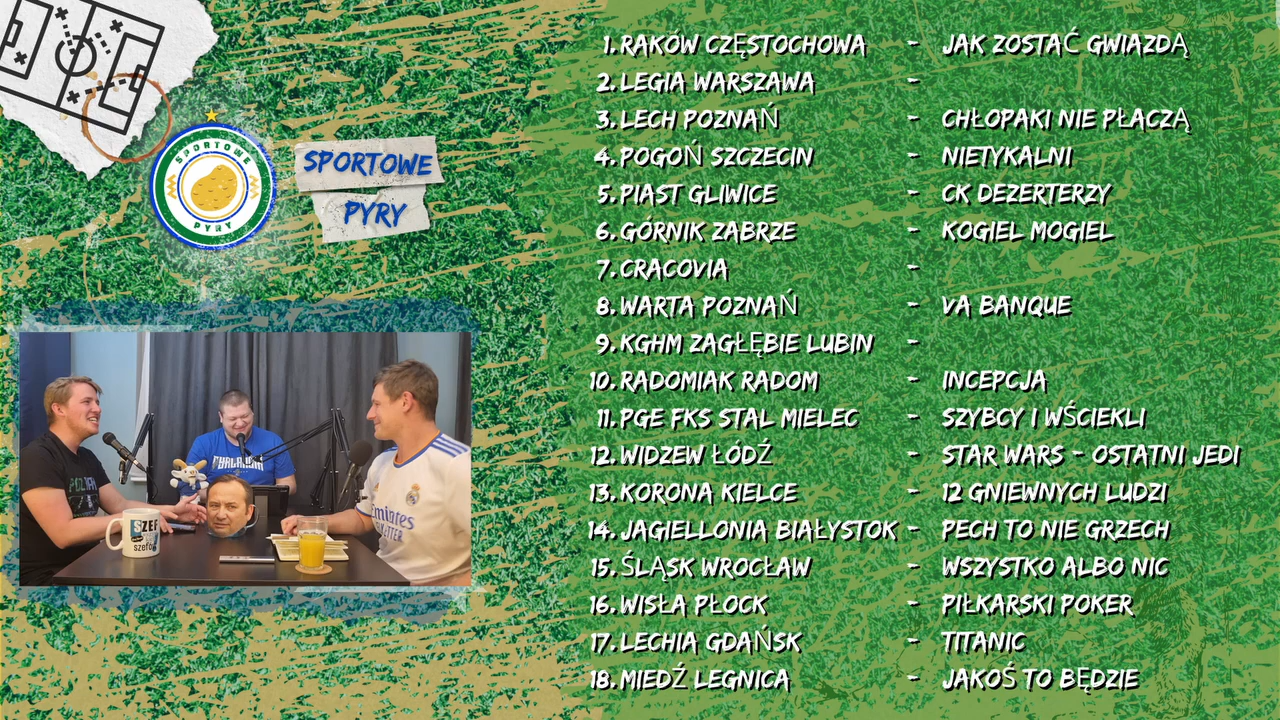 SPORTOWE
PYRY
SPORTOWE
PYRY
1. RAKÓW CZĘSTOCHOWA - JAK ZOSTAĆ GWIAZDĄ
2. LEGIA WARSZAWA -
3. LECH POZNAŃ - CHŁOPAKI NIE PŁACZĄ
4. POGOŃ SZCZECIN - NIETYKALNI
5. PIAST GLIWICE - CK DEZERTERZY
6. GÓRNIK ZABRZE - KOGIEL MOGIEL
7. CRACOVIA -
8. WARTA POZNAŃ - VA BANQUE
9. KGHM ZAGŁĘBIE LUBIN -
10. RADOMIAK RADOM - INCEPCJA
11. PGE FKS STAL MIELEC - SZYBCY I WŚCIEKLI
12. WIDZEW ŁÓDŹ - STAR WARS - OSTATNI JEDI
13. KORONA KIELCE - 12 GNIEWNYCH LUDZI
14. JAGIELLONIA BIAŁYSTOK - PECH TO NIE GRZECH
15. ŚLĄSK WROCŁAW - WSZYSTKO ALBO NIC
16. WISŁA PŁOCK - PIŁKARSKI POKER
17. LECHIA GDAŃSK - TITANIC
18. MIEDŹ LEGNICA - JAKOŚ TO BĘDZIE
SZEF
szefó
Emirates